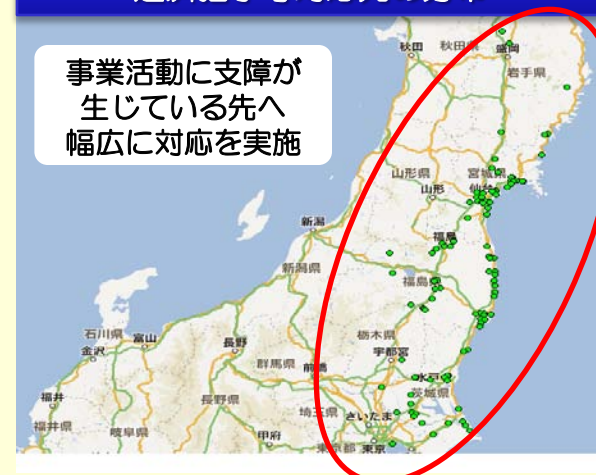 事業活動に支障が
生じている先へ
幅広に対応を実施
秋田 秋田県 盛岡
岩手県
山形県 宮城県
山形 仙台
新潟
福島
新潟県 福島県
石川県 富山 栃木県
金沢 長野 宇都宮
群馬県 前橋 水戸
福井 長野県 茨城県
埼玉県 さいたま
福井県 岐阜県 甲府
東京都 東京